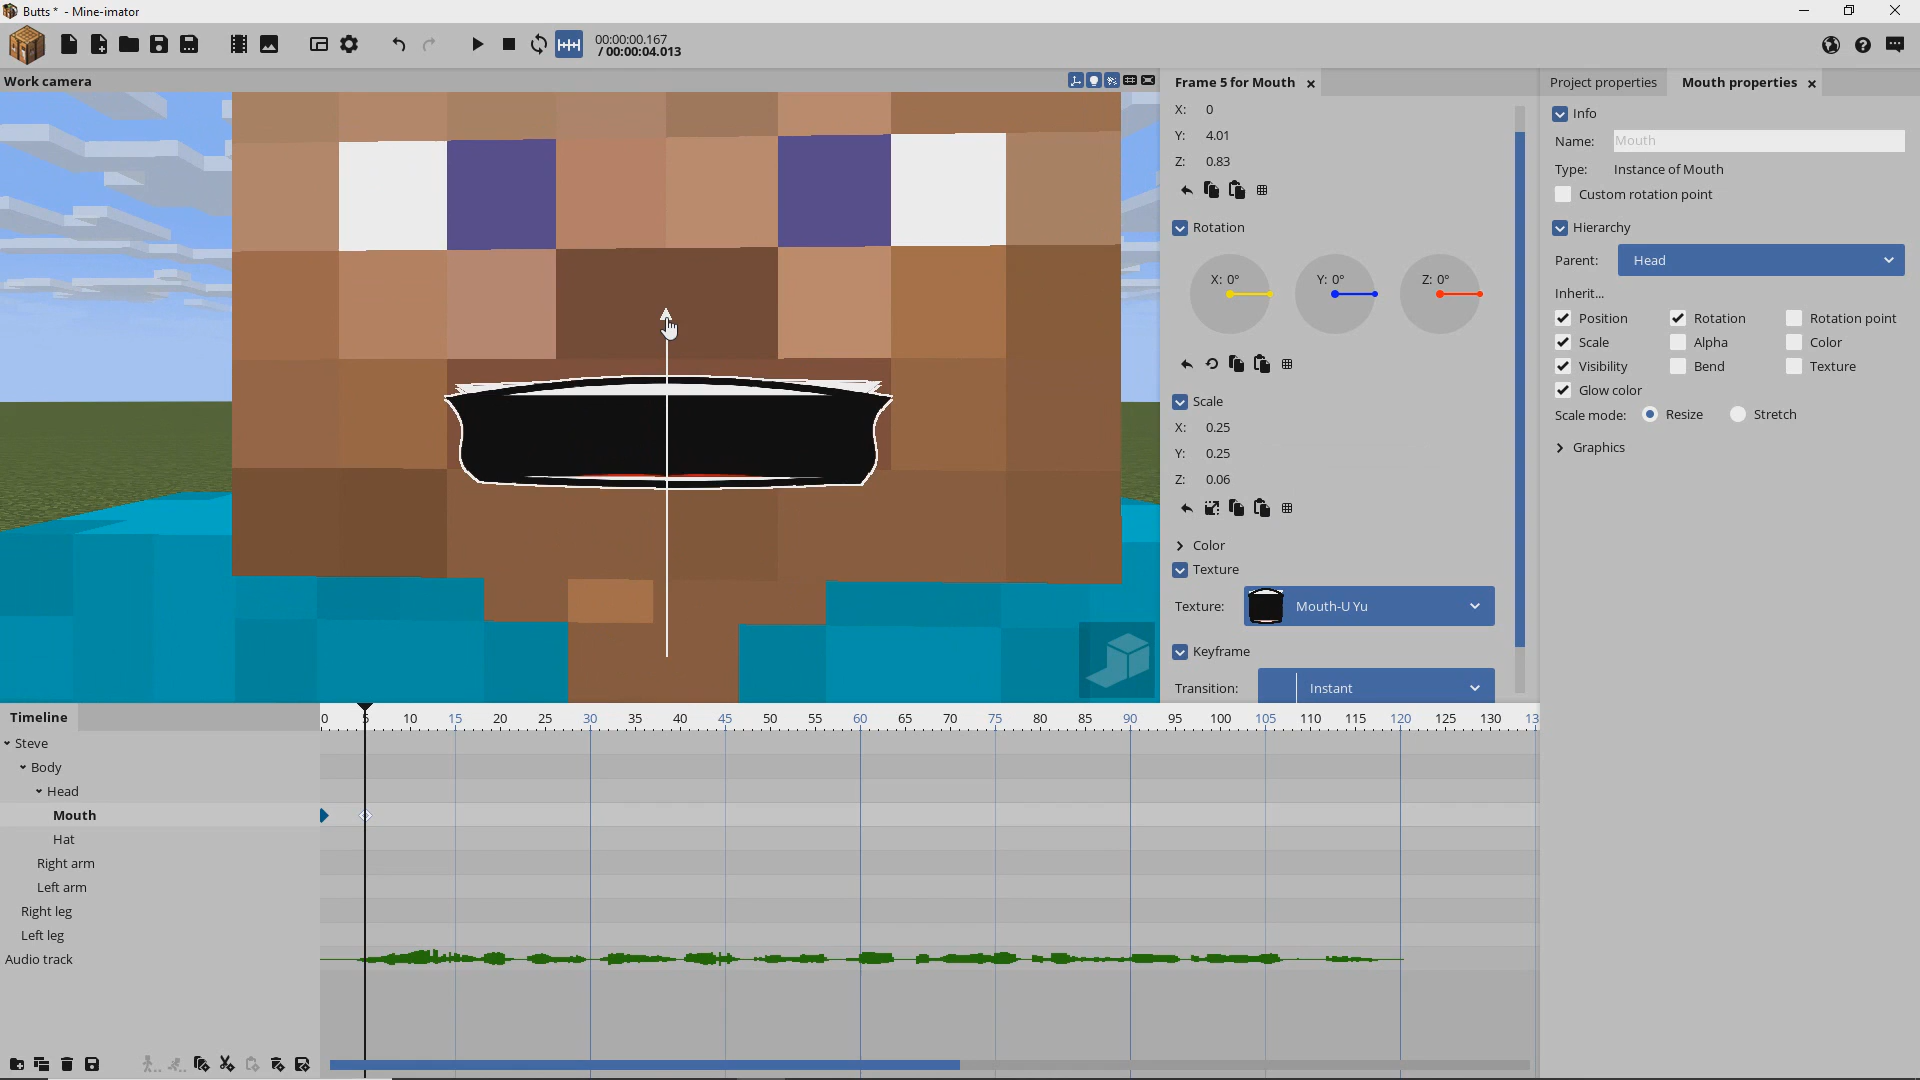 Butts * - Mine-imator
00:00:00.167
/ 00:00:04.013
Work camera
Frame 5 for Mouth
X: 0
Y: 4.01
Z: 0.83
Rotation
X: 0° Y: 0° Z: 0°
Scale
X: 0.25
Y: 0.25
Z: 0.06
Color
Texture
Texture: Mouth-U Yu
Keyframe
Transition: Instant
Project properties Mouth properties
Info
Name: Mouth
Type: Instance of Mouth
Custom rotation point
Hierarchy
Parent: Head
Inherit...
Position Rotation Rotation point
Scale Alpha Color
Visibility Bend Texture
Glow color
Scale mode: Resize Stretch
Graphics
Timeline
0 5 10 15 20 25 30 35 40 45 50 55 60 65 70 75 80 85 90 95 100 105 110 115 120 125 130 13
Steve
Body
Head
Mouth
Hat
Right arm
Left arm
Right leg
Left leg
Audio track